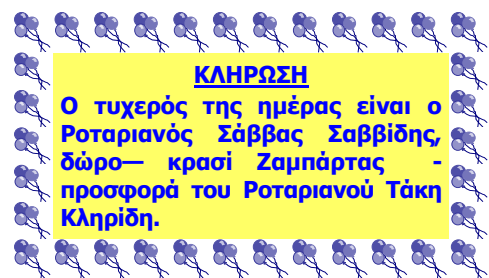 ΚΛΗΡΩΣΗ
Ο τυχερός της ημέρας είναι ο
Ροταριανός Σάββας Σαββίδης,
δώρο— κρασί Ζαμπάρτας -
προσφορά του Ροταριανού Τάκη
Κληρίδη.